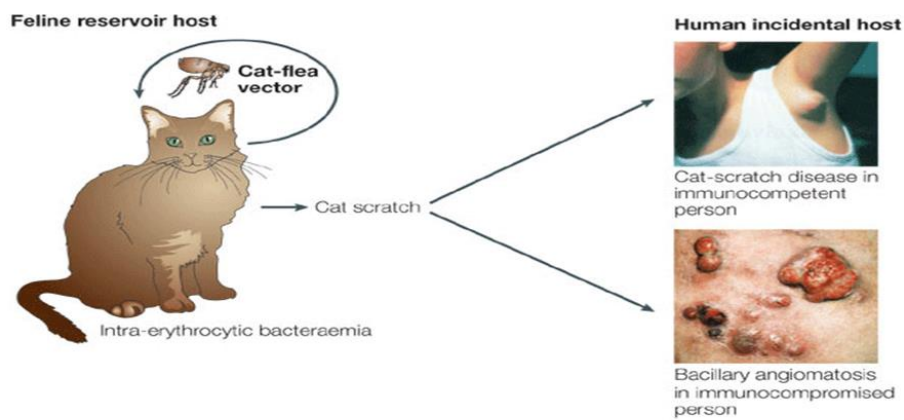 Feline reservoir host
Cat-flea
vector
Intra-erythrocytic bacteraemia
Cat scratch
Human incidental host
Cat-scratch disease in
immunocompetent
person
Bacillary angiomatosis
in immunocompromised
person